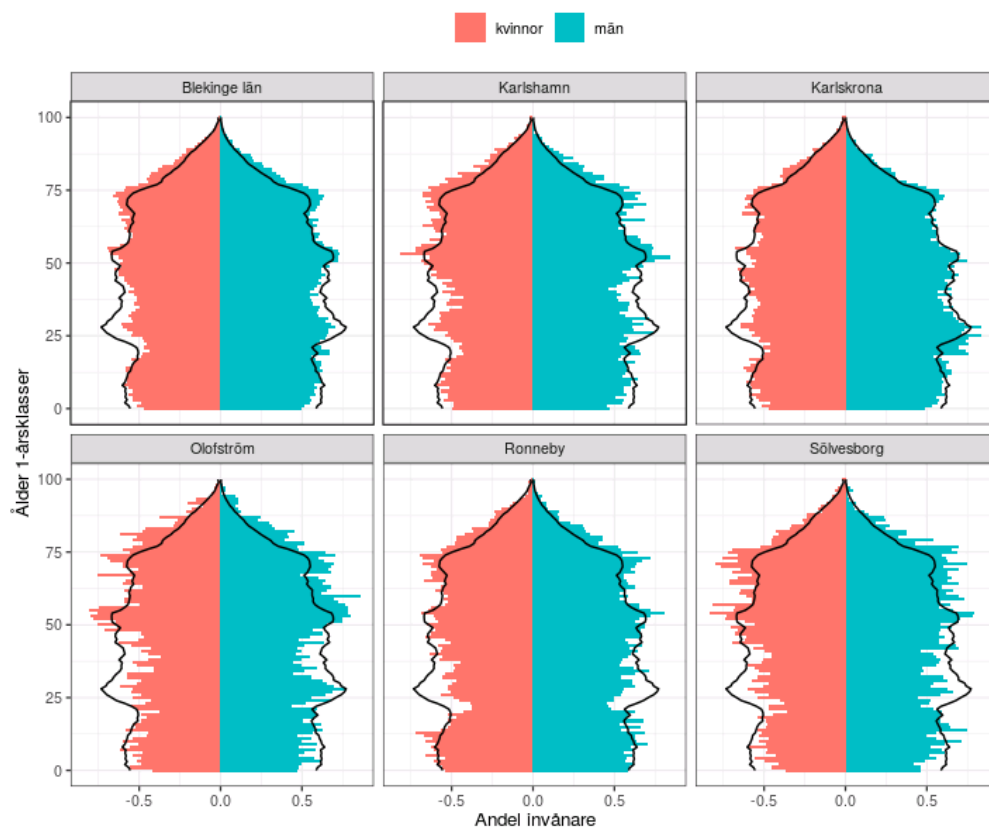 kvinnor män
Blekinge län Karlshamn Karlskrona
100
75
50
25
0
Olofström Ronneby Sölvesborg
100
75
50
25
0
-0.5 0.0 0.5 -0.5 0.0 0.5 -0.5 0.0 0.5
Andel invånare
Ålder 1-årsklasser